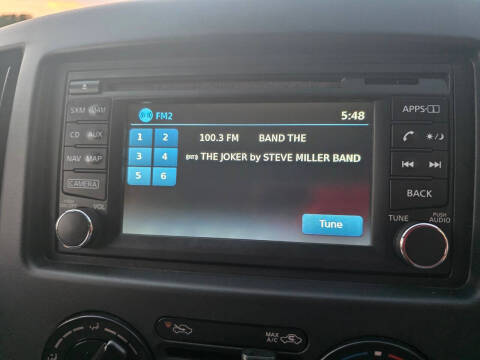 FM2 5:48
1 2 100.3 FM BAND THE
3 4 THE JOKER by STEVE MILLER BAND
5 6
Tune
SXM
CD AUX
NAV MAP
CAMERA
VOL
APPS
BACK
TUNE PUSH AUDIO
MAX A/C